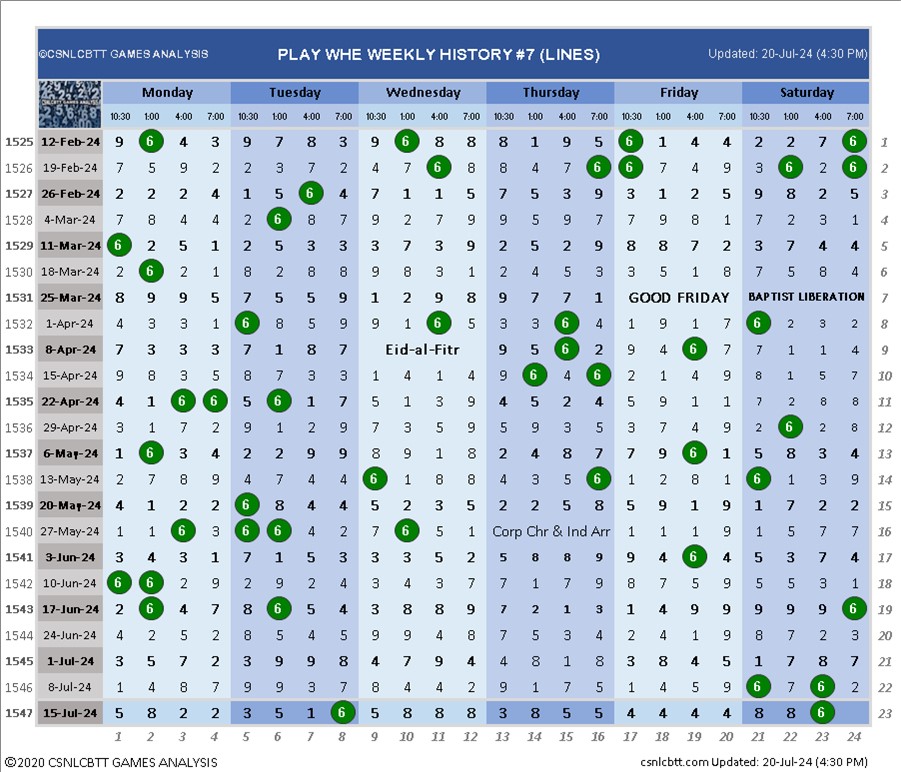 ©CSNLCBTT GAMES ANALYSIS PLAY WHE WEEKLY HISTORY #7 (LINES) Updated: 20-Jul-24 (4:30 PM)
Monday Tuesday Wednesday Thursday Friday Saturday
10:30 1:00 4:00 7:00 10:30 1:00 4:00 7:00 10:30 1:00 4:00 7:00 10:30 1:00 4:00 7:00 10:30 1:00 4:00 7:00 10:30 1:00 4:00 7:00
1525 12-Feb-24 9 6 4 3 9 7 8 3 9 6 8 8 8 1 9 5 6 1 4 4 2 2 7 6 1
1526 19-Feb-24 7 5 9 2 2 3 7 2 4 7 6 8 8 7 4 6 6 7 4 4 3 6 2 6 2
1527 26-Feb-24 2 2 2 4 1 5 6 4 7 1 1 5 7 5 3 9 3 1 2 5 9 8 2 5 3
1528 4-Mar-24 7 8 4 4 2 6 8 7 9 2 7 9 9 5 9 7 7 9 8 1 7 2 3 1 4
1529 11-Mar-24 6 2 5 1 2 5 3 3 3 7 3 9 2 5 2 9 8 8 7 2 3 7 4 4 5
1530 18-Mar-24 2 6 2 1 8 2 8 8 9 8 3 1 2 5 4 7 3 5 1 8 7 5 8 4 6
1531 25-Mar-24 8 9 9 5 7 5 5 9 1 2 9 8 9 7 7 1 GOOD FRIDAY BAPTIST LIBERATION 7
1532 1-Apr-24 4 3 3 1 6 8 5 9 9 1 6 5 3 3 6 4 1 9 1 7 6 2 3 2 8
1533 8-Apr-24 7 3 3 3 7 1 8 7 Eid-al-Fitr 9 5 6 2 9 4 6 7 7 1 1 4 9
1534 15-Apr-24 9 8 3 5 8 7 3 3 1 4 1 4 9 6 4 6 2 1 4 9 8 1 5 7 10
1535 22-Apr-24 4 1 6 6 5 6 1 7 5 1 3 9 4 5 2 4 5 9 1 1 7 2 8 8 11
1536 29-Apr-24 3 1 7 2 9 1 2 9 7 3 5 9 5 9 3 5 3 7 4 9 2 6 2 8 12
1537 6-May-24 1 6 3 4 2 2 9 9 8 9 1 8 2 4 8 7 7 9 6 1 5 8 3 4 13
1538 13-May-24 2 7 8 9 4 7 4 4 6 1 8 8 4 3 5 6 8 1 1 8 6 1 3 9 14
1539 20-May-24 4 1 2 2 6 8 4 4 5 2 3 5 2 2 5 8 5 9 1 9 1 7 2 2 15
1540 27-May-24 1 1 6 3 6 6 4 2 7 6 5 1 Corp Chr & Ind Arr 1 1 1 9 1 5 7 7 16
1541 3-Jun-24 3 4 3 1 7 1 5 3 3 3 5 2 5 8 8 9 9 4 6 4 5 3 7 4 17
1542 10-Jun-24 6 6 2 9 2 9 2 4 3 4 3 7 7 1 7 9 8 7 5 9 5 5 3 1 18
1543 17-Jun-24 2 6 4 7 8 6 5 4 3 8 8 9 7 2 1 3 1 4 9 9 9 9 9 6 19
1544 24-Jun-24 4 2 5 2 8 5 4 5 9 9 4 8 7 5 3 4 2 4 1 9 8 7 2 3 20
1545 1-Jul-24 3 5 7 2 3 9 9 8 4 7 9 4 4 8 1 8 3 8 4 5 1 7 8 7 21
1546 8-Jul-24 1 4 8 7 9 9 3 7 8 4 4 2 9 1 7 5 1 4 5 9 6 7 6 2 22
1547 15-Jul-24 5 8 2 2 3 5 1 6 5 8 8 8 3 8 5 5 4 4 4 4 8 8 6 23
1 2 3 4 5 6 7 8 9 10 11 12 13 14 15 16 17 18 19 20 21 22 23 24
©2020 CSNLCBTT GAMES ANALYSIS csnlcbtt.com Updated: 20-Jul-24 (4:30 PM)